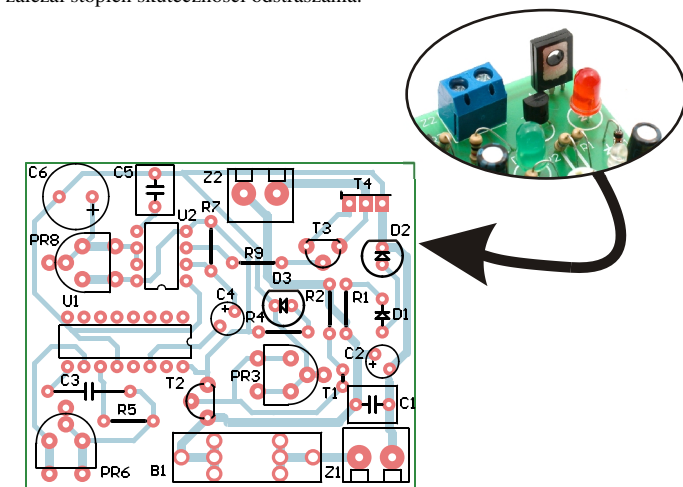 zależał stopień skuteczności odstraszania.
C6
C5
Z2
T4
U2
R7
T3
D2
PR8
R9
D3
U1
C4
R4
R2
R1
D1
C2
T2
PR3
T1
C3
C1
R5
B1
Z1
PR6